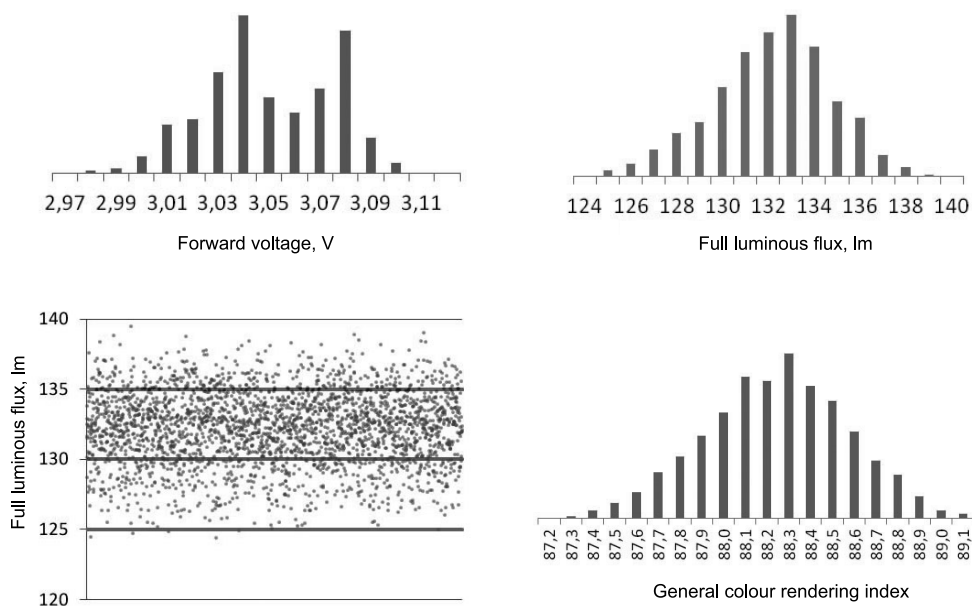 2,97 2,99 3,01 3,03 3,05 3,07 3,09 3,11
Forward voltage, V
124 126 128 130 132 134 136 138 140
Full luminous flux, lm
140
135
130
125
120
Full luminous flux, lm
87,2 87,3 87,4 87,5 87,6 87,7 87,8 87,9 88,0 88,1 88,2 88,3 88,4 88,5 88,6 88,7 88,8 88,9 89,0 89,1
General colour rendering index